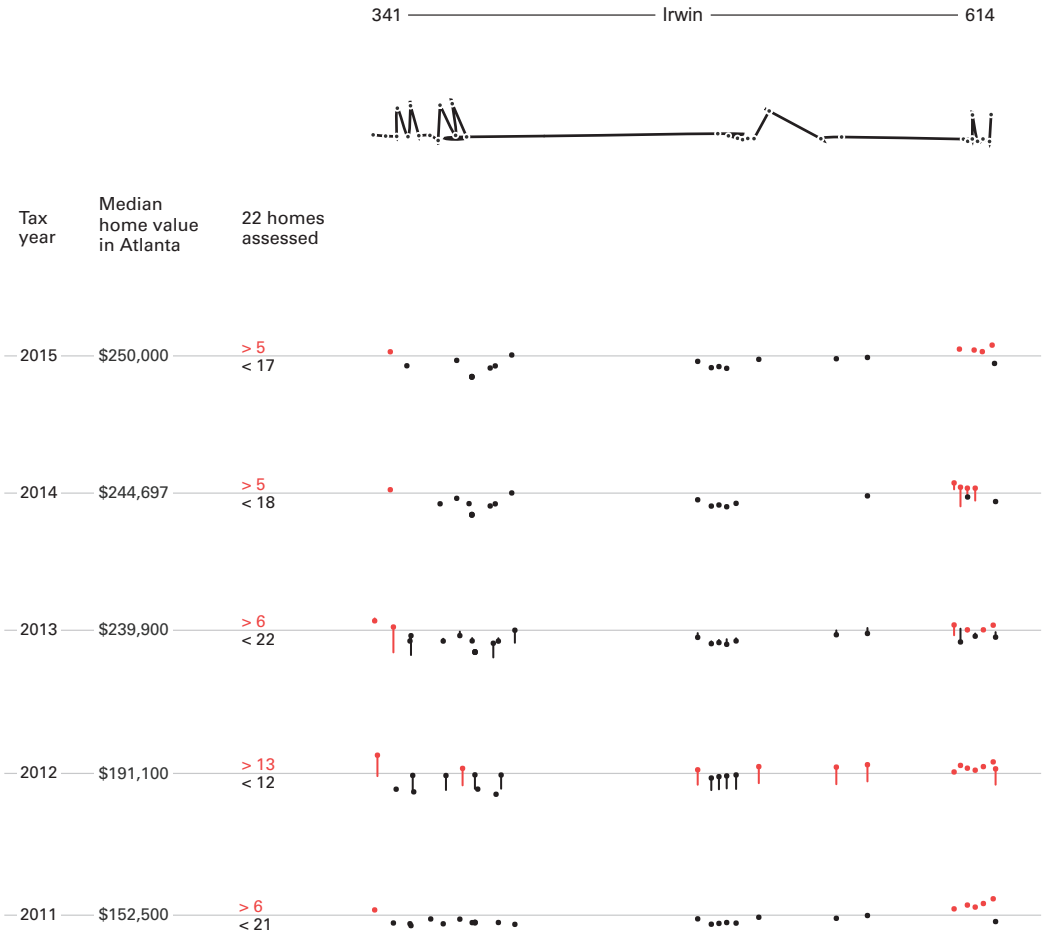 341 Irwin 614
Tax
year
Median
home value
in Atlanta
22 homes
assessed
2015 $250,000
> 5
< 17
2014 $244,697
> 5
< 18
2013 $239,900
> 6
< 22
2012 $191,100
> 13
< 12
2011 $152,500
> 6
< 21